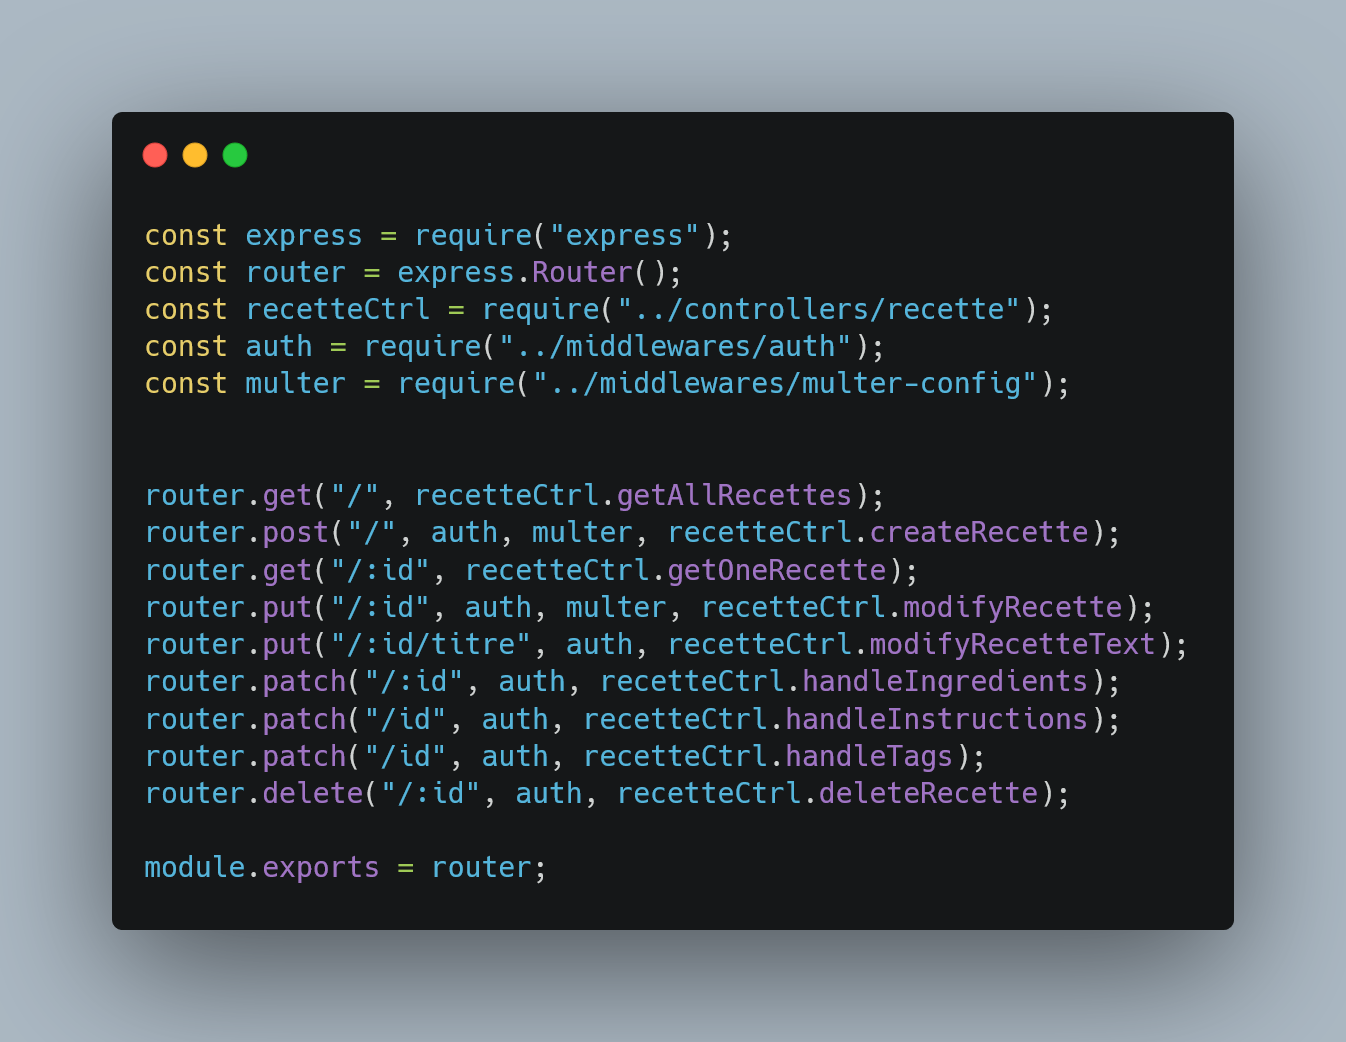 const express = require("express");
const router = express.Router();
const recetteCtrl = require("../controllers/recette");
const auth = require("../middlewares/auth");
const multer = require("../middlewares/multer-config");
router.get("/", recetteCtrl.getAllRecettes);
router.post("/", auth, multer, recetteCtrl.createRecette);
router.get("/:id", recetteCtrl.getOneRecette);
router.put("/:id", auth, multer, recetteCtrl.modifyRecette);
router.put("/:id/titre", auth, recetteCtrl.modifyRecetteText);
router.patch("/:id", auth, recetteCtrl.handleIngredients);
router.patch("/id", auth, recetteCtrl.handleInstructions);
router.patch("/id", auth, recetteCtrl.handleTags);
router.delete("/:id", auth, recetteCtrl.deleteRecette);
module.exports = router;